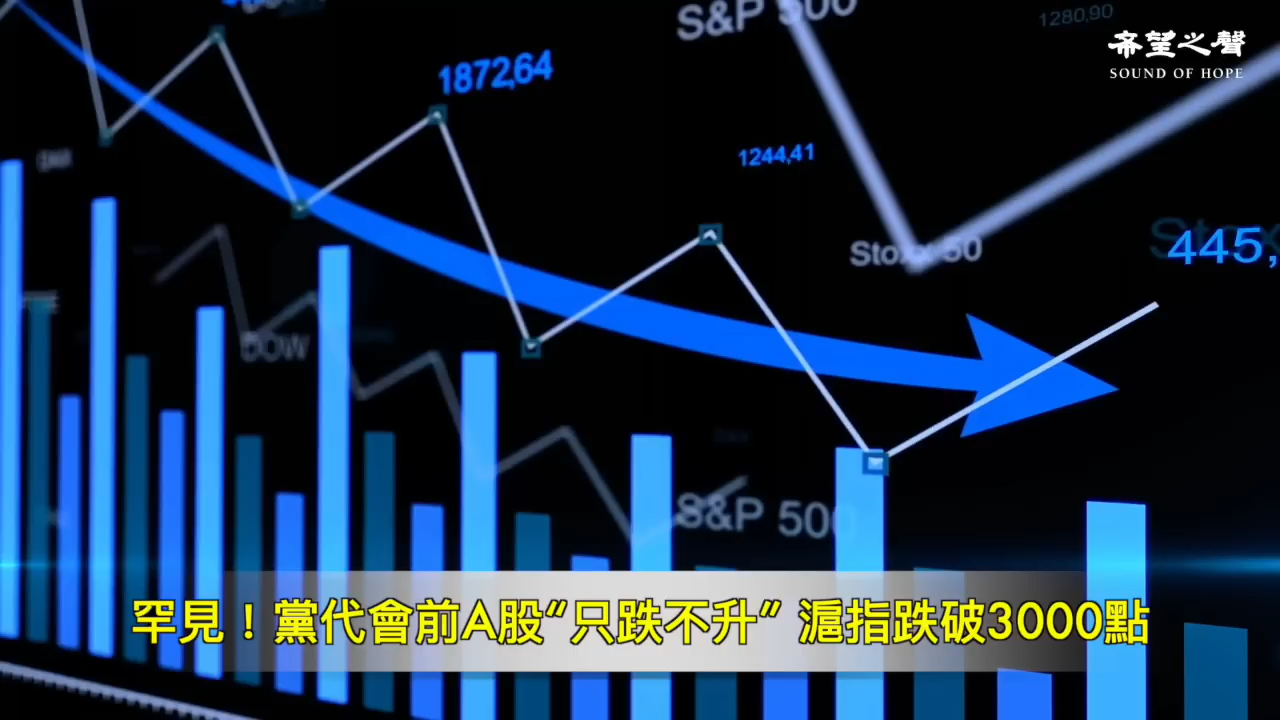 S&P 500
1280,90
希望之聲
SOUND OF HOPE
1872,64
1244,41
Stoxx 50
445,
DOW
S&P 500
罕見！黨代會前A股“只跌不升” 滬指跌破3000點